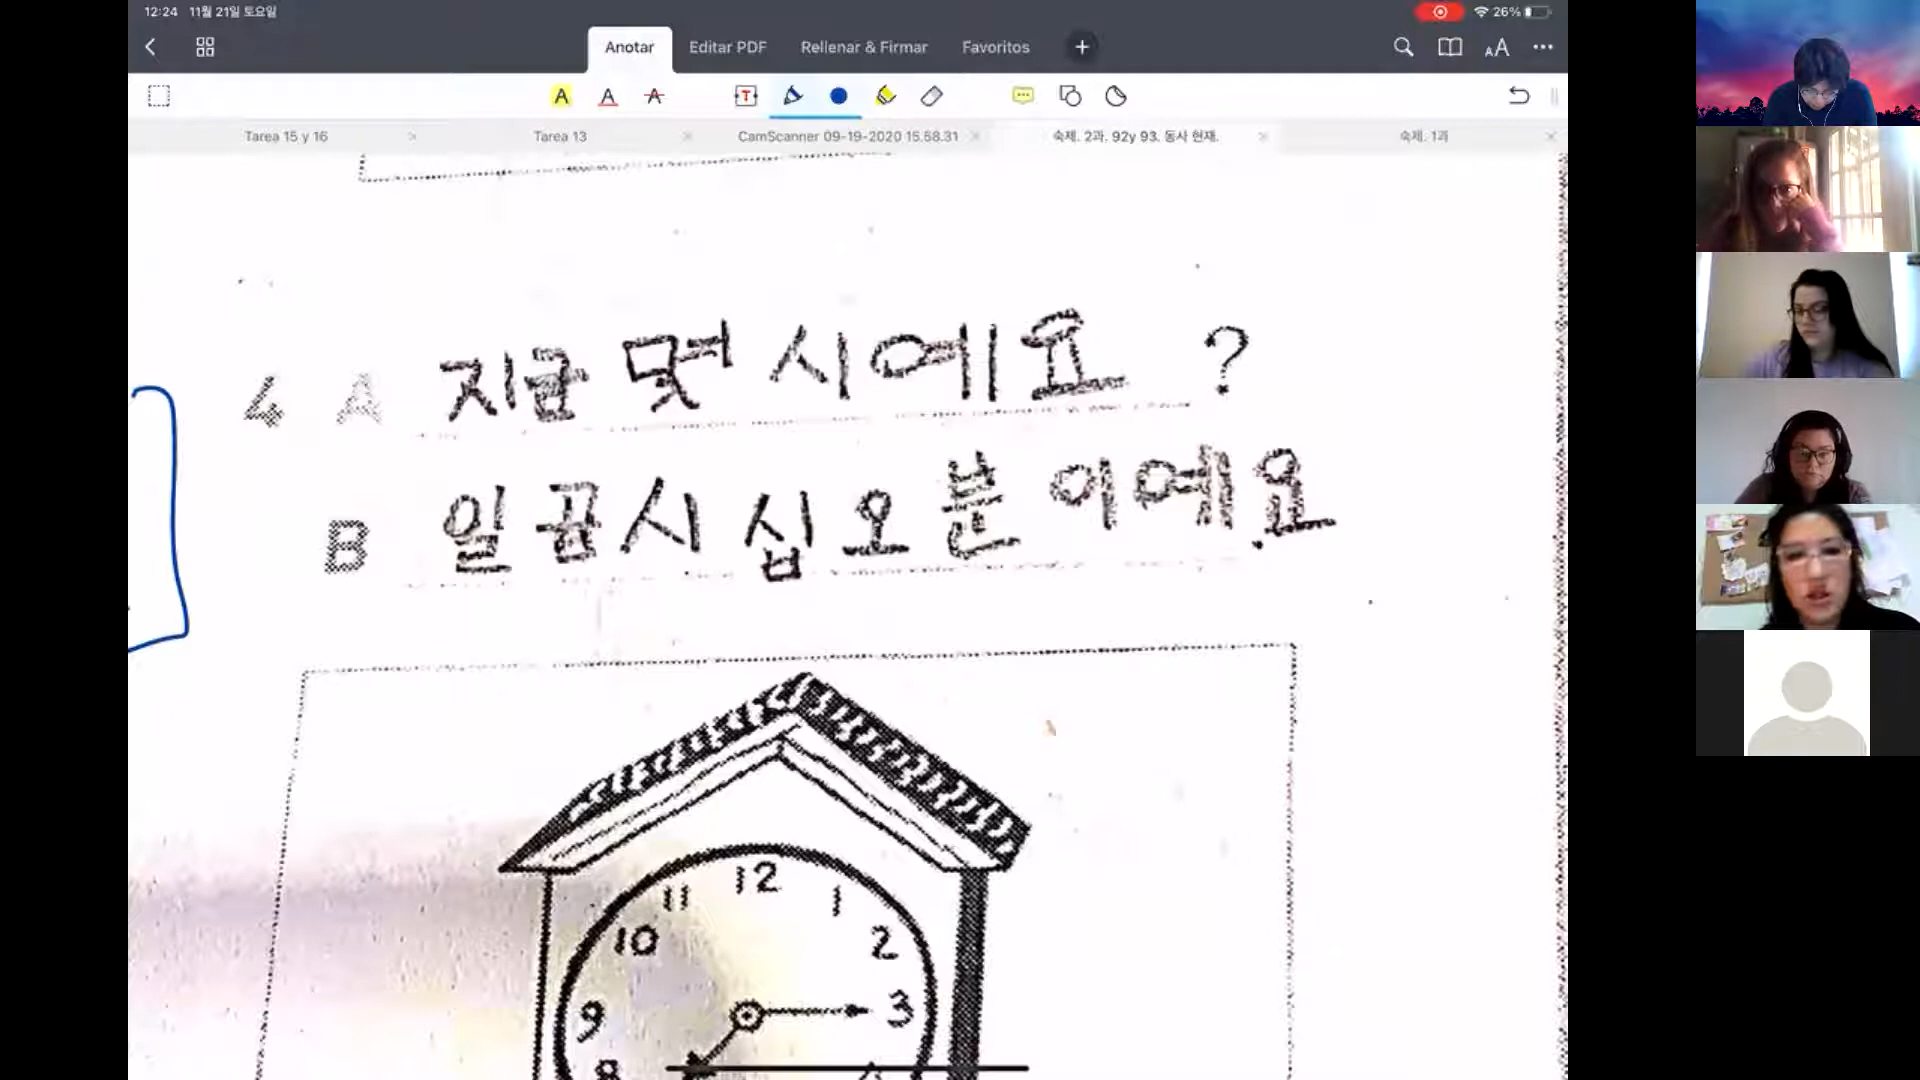 12:24 11월 21일 토요일 26%
Anotar Editar PDF Rellenar & Firmar Favoritos + AA
A A A T
Tarea 15 y 16 × Tarea 13 × CamScanner 09-19-2020 15.58.31 × 숙제. 2과. 92y 93. 동사 현재. × 숙제. 1과 ×
4 A 지금 몇 시예요 ?
B 일곱시 십오분이예요
12
11 1
10 2
9 3
8